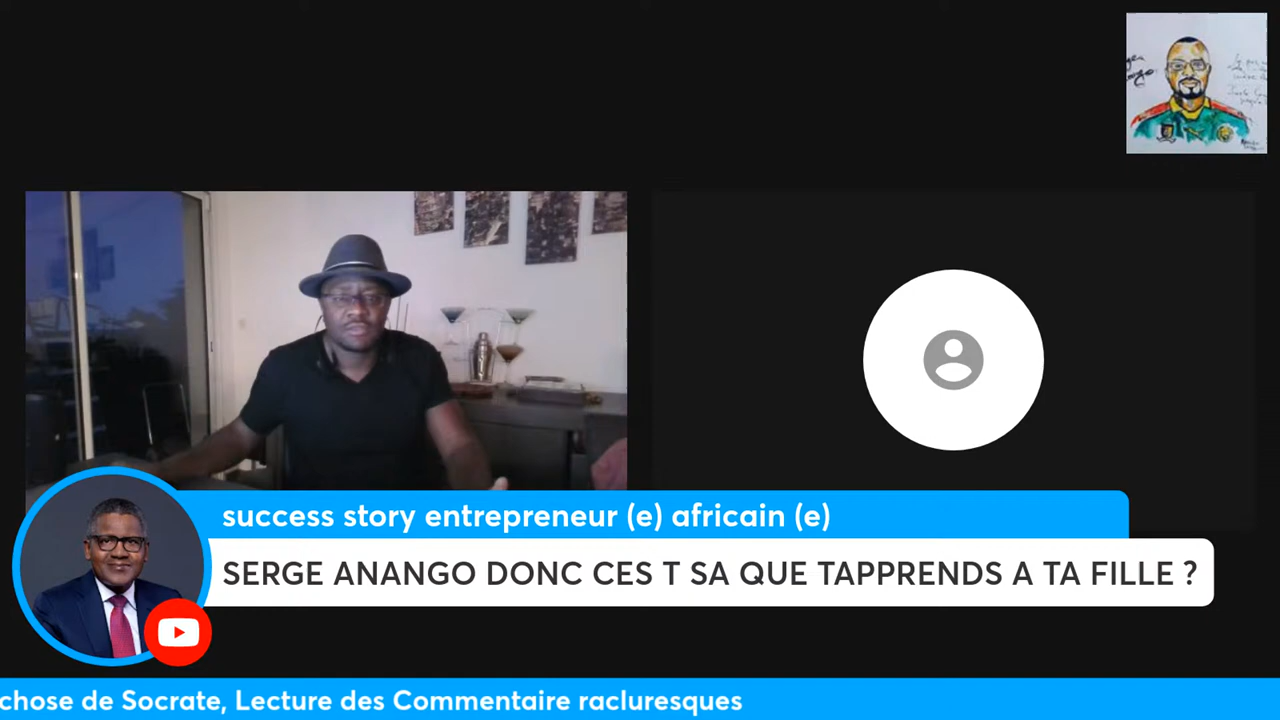 success story entrepreneur (e) africain (e)
SERGE ANANGO DONC CES T SA QUE TAPPRENDS A TA FILLE ?
chose de Socrate, Lecture des Commentaire racluresques